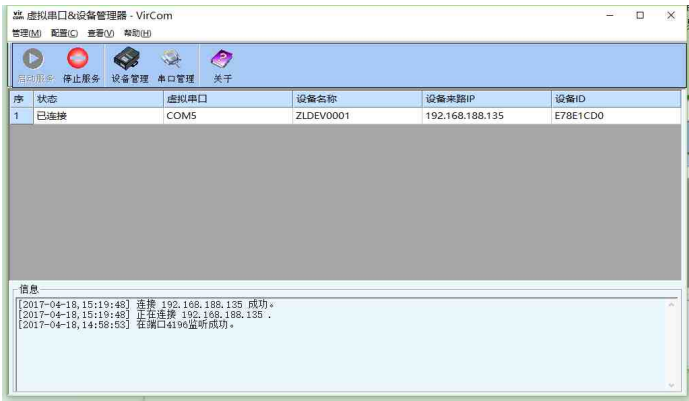 虚拟串口&设备管理器 - VirCom
管理(M) 配置(C) 查看(V) 帮助(H)
启动服务 停止服务 设备管理 串口管理 关于
序 状态 虚拟串口 设备名称 设备来路IP 设备ID
1 已连接 COM5 ZLDEV0001 192.168.188.135 E78E1CD0
信息
[2017-04-18,15:19:48] 连接 192.168.188.135 成功。
[2017-04-18,15:19:48] 正在连接 192.168.188.135 .
[2017-04-18,14:58:53] 在端口4196监听成功。